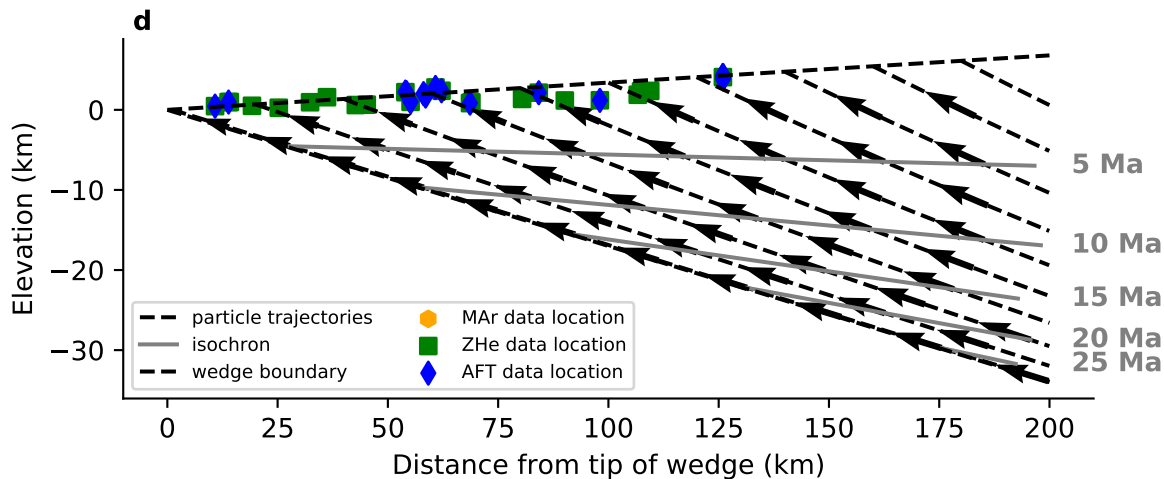 d
Elevation (km)
0
−10
−20
−30
5 Ma
10 Ma
15 Ma
20 Ma
25 Ma
particle trajectories
isochron
wedge boundary
MAr data location
ZHe data location
AFT data location
0 25 50 75 100 125 150 175 200
Distance from tip of wedge (km)